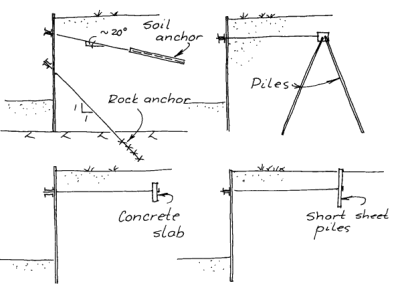 Soil
anchor
~20°
1
1
Rock anchor
Piles
Concrete
slab
Short sheet
piles